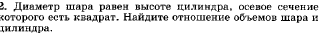 2. Диаметр шара равен высоте цилиндра, осевое сечение
которого есть квадрат. Найдите отношение объемов шара и
цилиндра.